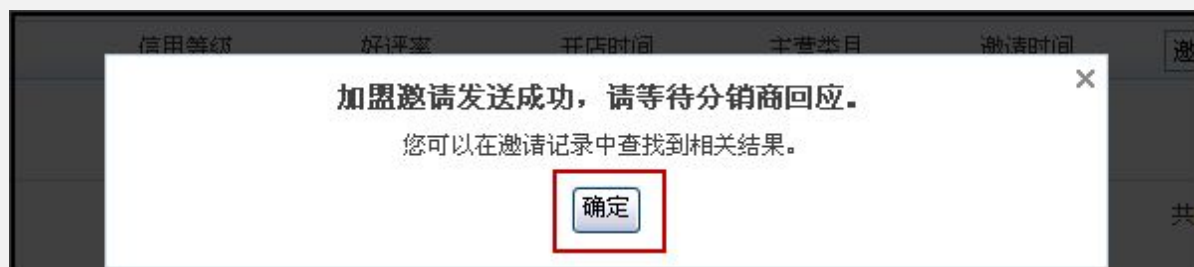 信用等级 好评率 开店时间 主营类目 邀请时间 邀
加盟邀请发送成功，请等待分销商回应。
×
您可以在邀请记录中查找到相关结果。
确定
共